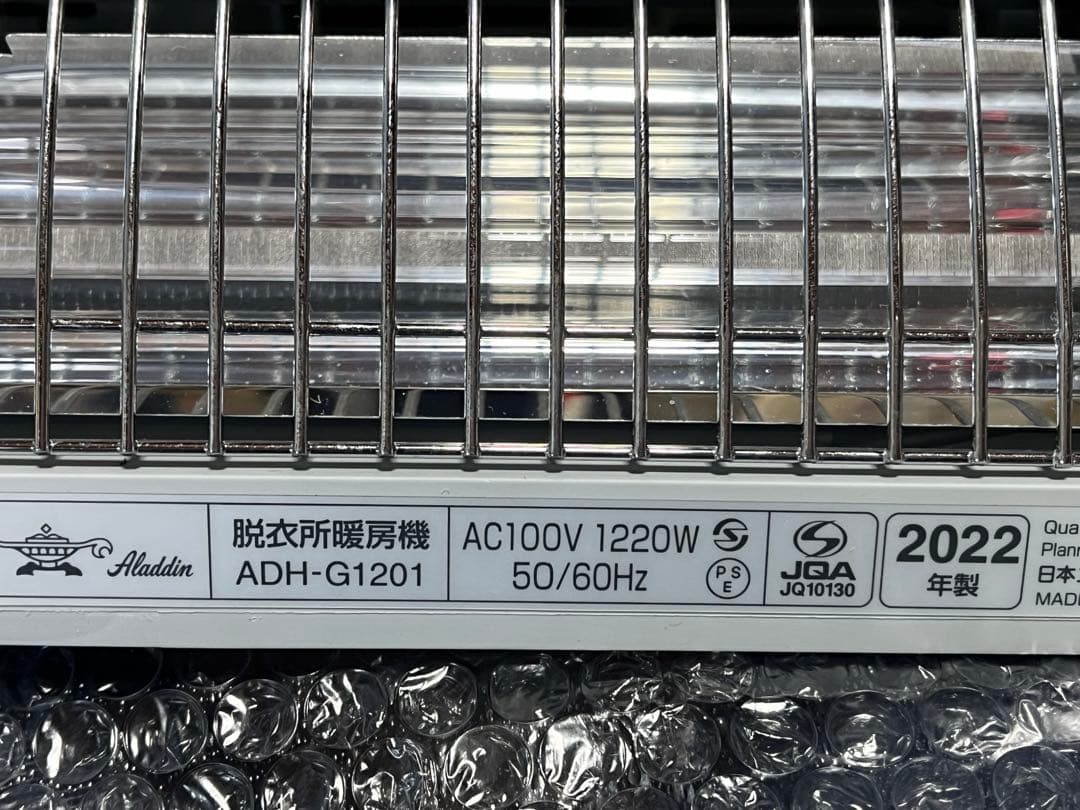 Aladdin
脱衣所暖房機
ADH-G1201
AC100V 1220W
50/60Hz
PS
E
JQA
JQ10130
2022
年製
Qua
Plann
日本
MADE